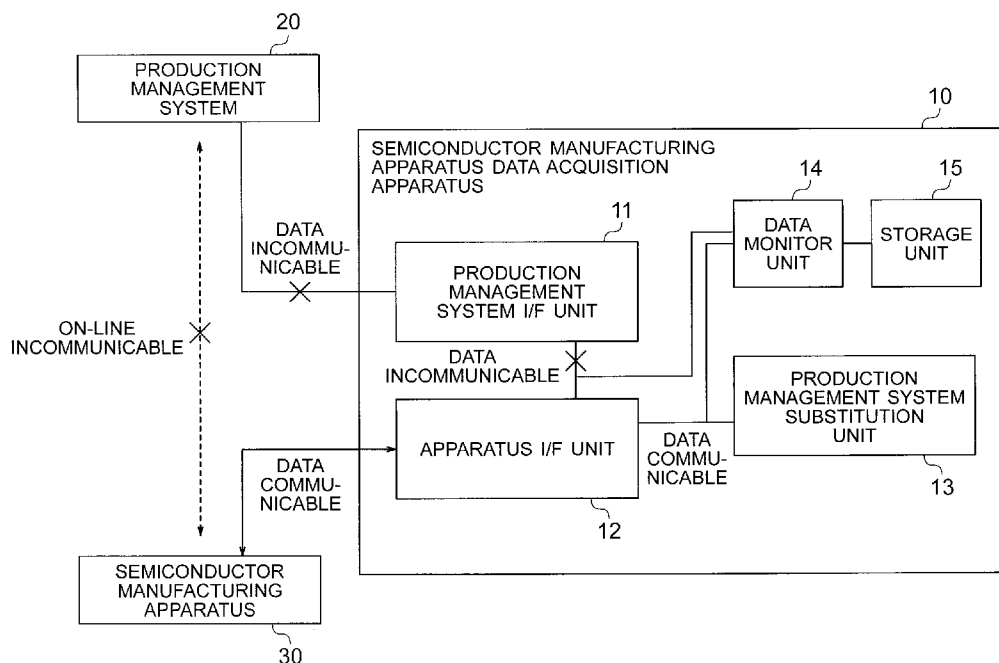 20
PRODUCTION
MANAGEMENT
SYSTEM
10
SEMICONDUCTOR MANUFACTURING
APPARATUS DATA ACQUISITION
APPARATUS
14
15
DATA
MONITOR
UNIT
STORAGE
UNIT
11
DATA
INCOMMU-
NICABLE
PRODUCTION
MANAGEMENT
SYSTEM I/F UNIT
ON-LINE
INCOMMUNICABLE
DATA
INCOMMUNICABLE
PRODUCTION
MANAGEMENT SYSTEM
SUBSTITUTION
UNIT
13
APPARATUS I/F UNIT
12
DATA
COMMU-
NICABLE
DATA
COMMU-
NICABLE
SEMICONDUCTOR
MANUFACTURING
APPARATUS
30